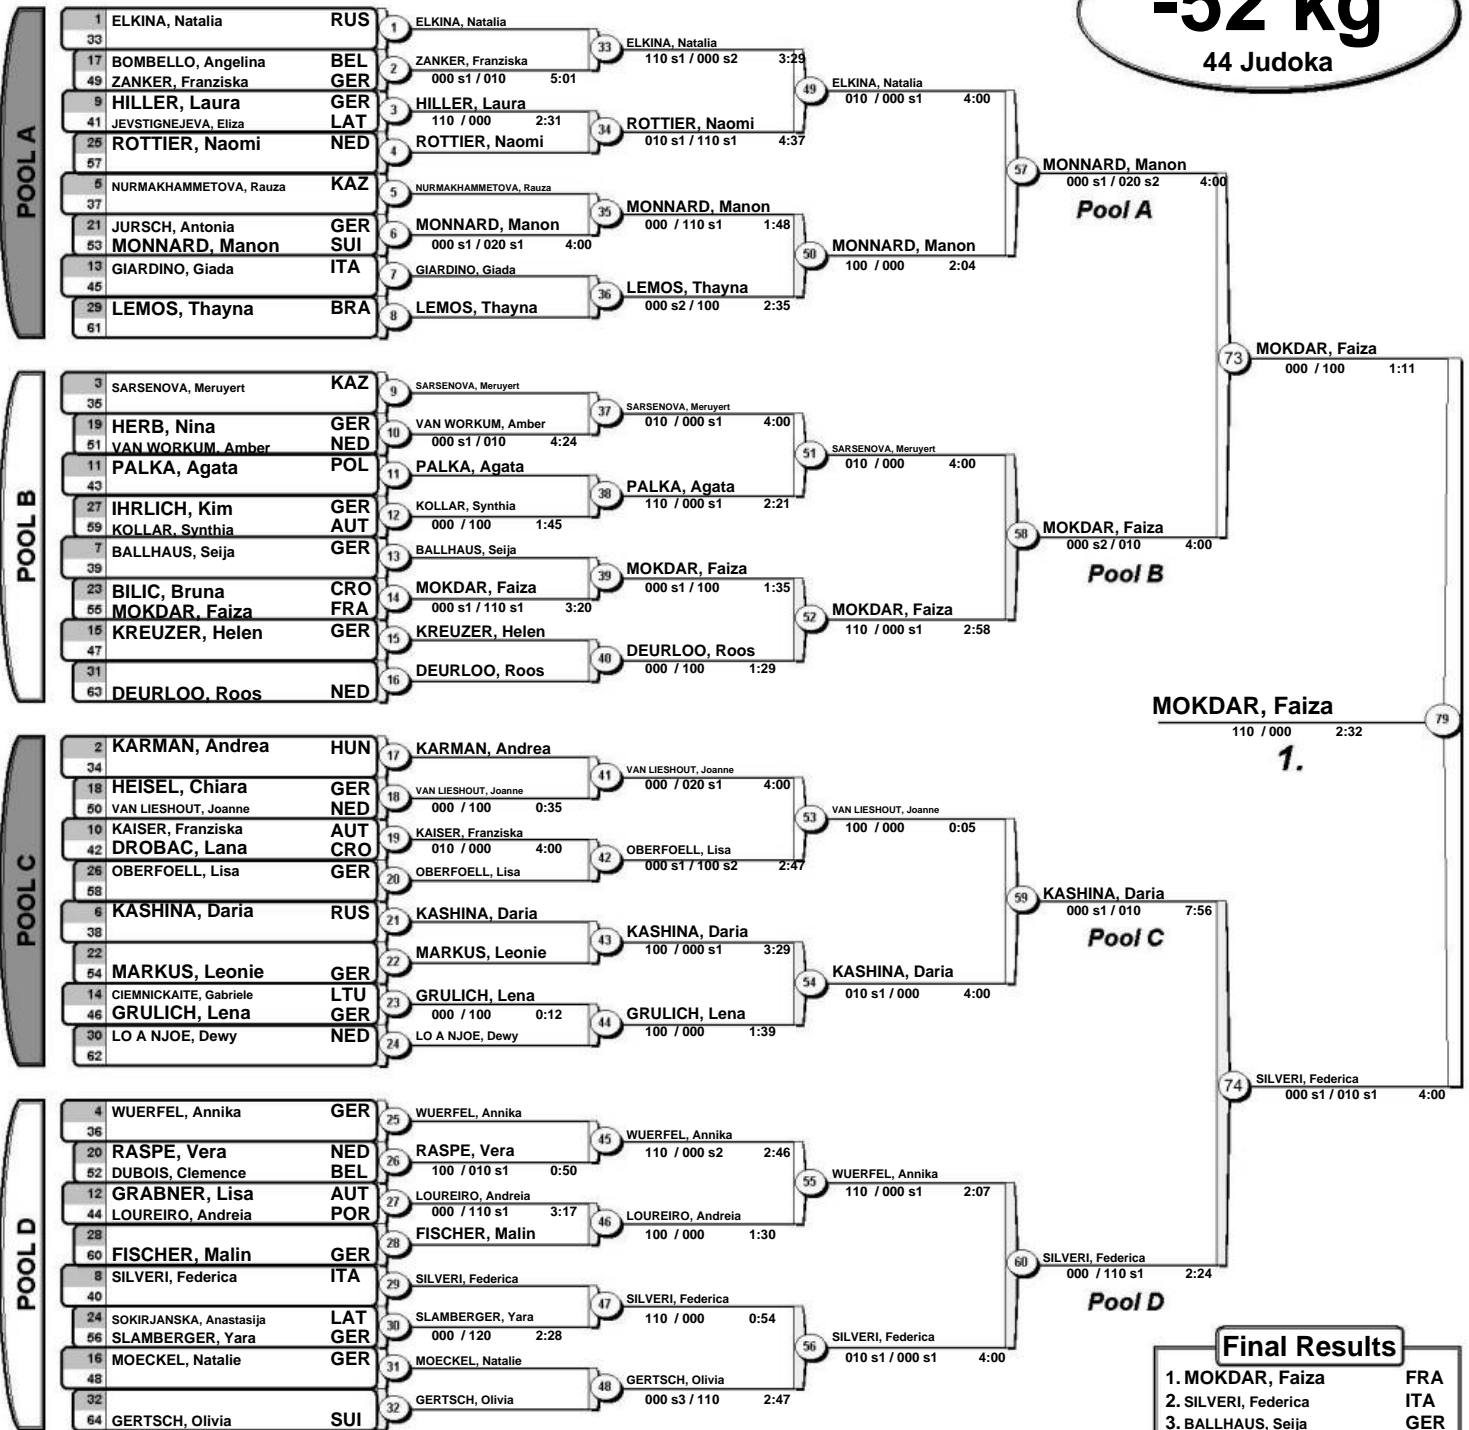 -52 kg
44 Judoka
POOL A
1 ELKINA, Natalia RUS
33
17 BOMBELLO, Angelina BEL
49 ZANKER, Franziska GER
9 HILLER, Laura GER
41 JEVSTIGNEJEVA, Eliza LAT
25 ROTTIER, Naomi NED
57
5 NURMAKHAMMETOVA, Rauza KAZ
37
21 JURSCH, Antonia GER
53 MONNARD, Manon SUI
13 GIARDINO, Giada ITA
45
29 LEMOS, Thayna BRA
61
1 ELKINA, Natalia
2 ZANKER, Franziska
000 s1 / 010 5:01
3 HILLER, Laura
110 / 000 2:31
4 ROTTIER, Naomi
5 NURMAKHAMMETOVA, Rauza
6 MONNARD, Manon
000 s1 / 020 s1 4:00
7 GIARDINO, Giada
8 LEMOS, Thayna
33 ELKINA, Natalia
110 s1 / 000 s2 3:29
34 ROTTIER, Naomi
010 s1 / 110 s1 4:37
35 MONNARD, Manon
000 / 110 s1 1:48
36 LEMOS, Thayna
000 s2 / 100 2:35
49 ELKINA, Natalia
010 / 000 s1 4:00
50 MONNARD, Manon
100 / 000 2:04
57 MONNARD, Manon
000 s1 / 020 s2 4:00
Pool A
POOL B
3 SARSENOVA, Meruyert KAZ
35
19 HERB, Nina GER
51 VAN WORKUM, Amber NED
11 PALKA, Agata POL
43
27 IHRLICH, Kim GER
59 KOLLAR, Synthia AUT
7 BALLHAUS, Seija GER
39
23 BILIC, Bruna CRO
55 MOKDAR, Faiza FRA
15 KREUZER, Helen GER
47
31
63 DEURLOO, Roos NED
9 SARSENOVA, Meruyert
10 VAN WORKUM, Amber
000 s1 / 010 4:24
11 PALKA, Agata
12 KOLLAR, Synthia
000 / 100 1:45
13 BALLHAUS, Seija
14 MOKDAR, Faiza
000 s1 / 110 s1 3:20
15 KREUZER, Helen
16 DEURLOO, Roos
37 SARSENOVA, Meruyert
010 / 000 s1 4:00
38 PALKA, Agata
110 / 000 s1 2:21
39 MOKDAR, Faiza
000 s1 / 100 1:35
40 DEURLOO, Roos
000 / 100 1:29
51 SARSENOVA, Meruyert
010 / 000 4:00
52 MOKDAR, Faiza
110 / 000 s1 2:58
58 MOKDAR, Faiza
000 s2 / 010 4:00
Pool B
73 MOKDAR, Faiza
000 / 100 1:11
MOKDAR, Faiza 79
110 / 000 2:32
1.
POOL C
2 KARMAN, Andrea HUN
34
18 HEISEL, Chiara GER
50 VAN LIESHOUT, Joanne NED
10 KAISER, Franziska AUT
42 DROBAC, Lana CRO
26 OBERFOELL, Lisa GER
58
6 KASHINA, Daria RUS
38
22
54 MARKUS, Leonie GER
14 CIEMNICKAITE, Gabriele LTU
46 GRULICH, Lena GER
30 LO A NJOE, Dewy NED
62
17 KARMAN, Andrea
18 VAN LIESHOUT, Joanne
000 / 100 0:35
19 KAISER, Franziska
010 / 000 4:00
20 OBERFOELL, Lisa
21 KASHINA, Daria
22 MARKUS, Leonie
23 GRULICH, Lena
000 / 100 0:12
24 LO A NJOE, Dewy
41 VAN LIESHOUT, Joanne
000 / 020 s1 4:00
42 OBERFOELL, Lisa
000 s1 / 100 s2 2:47
43 KASHINA, Daria
100 / 000 s1 3:29
44 GRULICH, Lena
100 / 000 1:39
53 VAN LIESHOUT, Joanne
100 / 000 0:05
54 KASHINA, Daria
010 s1 / 000 4:00
59 KASHINA, Daria
000 s1 / 010 7:56
Pool C
74 SILVERI, Federica
000 s1 / 010 s1 4:00
POOL D
4 WUERFEL, Annika GER
36
20 RASPE, Vera NED
52 DUBOIS, Clemence BEL
12 GRABNER, Lisa AUT
44 LOUREIRO, Andreia POR
28
60 FISCHER, Malin GER
8 SILVERI, Federica ITA
40
24 SOKIRJANSKA, Anastasija LAT
56 SLAMBERGER, Yara GER
16 MOECKEL, Natalie GER
48
32
64 GERTSCH, Olivia SUI
25 WUERFEL, Annika
26 RASPE, Vera
100 / 010 s1 0:50
27 LOUREIRO, Andreia
000 / 110 s1 3:17
28 FISCHER, Malin
29 SILVERI, Federica
30 SLAMBERGER, Yara
000 / 120 2:28
31 MOECKEL, Natalie
32 GERTSCH, Olivia
45 WUERFEL, Annika
110 / 000 s2 2:46
46 LOUREIRO, Andreia
100 / 000 1:30
47 SILVERI, Federica
110 / 000 0:54
48 GERTSCH, Olivia
000 s3 / 110 2:47
55 WUERFEL, Annika
110 / 000 s1 2:07
56 SILVERI, Federica
010 s1 / 000 s1 4:00
60 SILVERI, Federica
000 / 110 s1 2:24
Pool D
Final Results
1. MOKDAR, Faiza FRA
2. SILVERI, Federica ITA
3. BALLHAUS, Seija GER